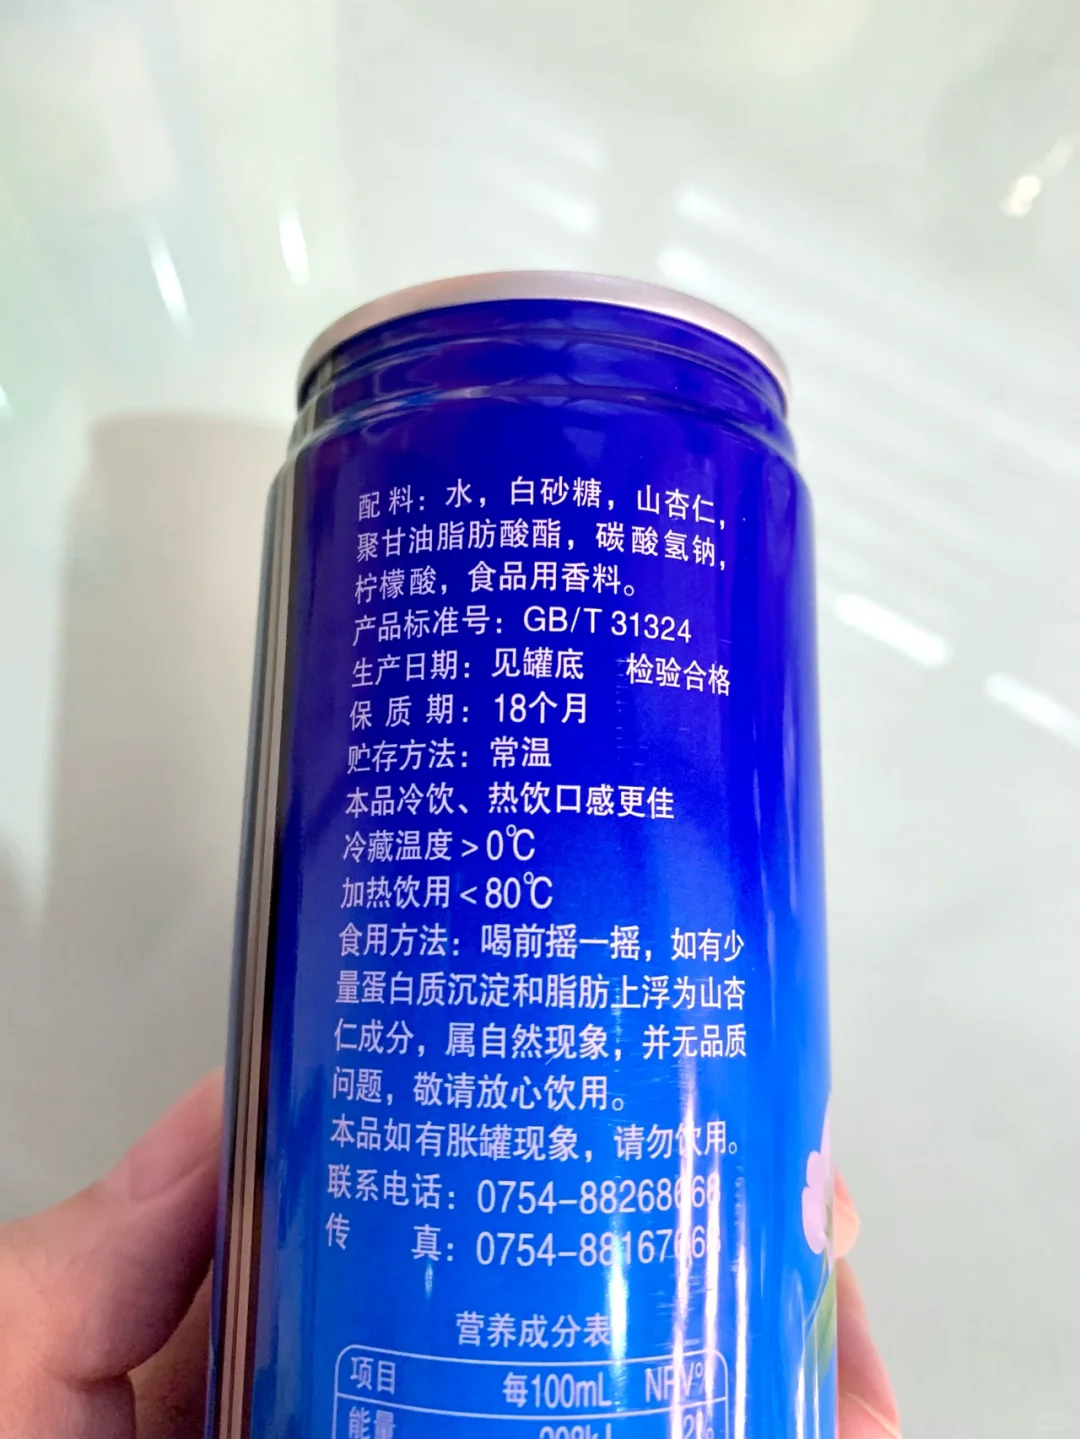 配 料：水，白砂糖，山杏仁，
聚甘油脂肪酸酯，碳酸氢钠，
柠檬酸，食品用香料。
产品标准号：GB/T 31324
生产日期：见罐底 检验合格
保 质 期：18个月
贮存方法：常温
本品冷饮、热饮口感更佳
冷藏温度＞0℃
加热饮用＜80℃
食用方法：喝前摇一摇，如有少
量蛋白质沉淀和脂肪上浮为山杏
仁成分，属自然现象，并无品质
问题，敬请放心饮用。
本品如有胀罐现象，请勿饮用。
联系电话：0754-88268668
传 真：0754-88167668
营养成分表
项目 每100mL NRV%
能量